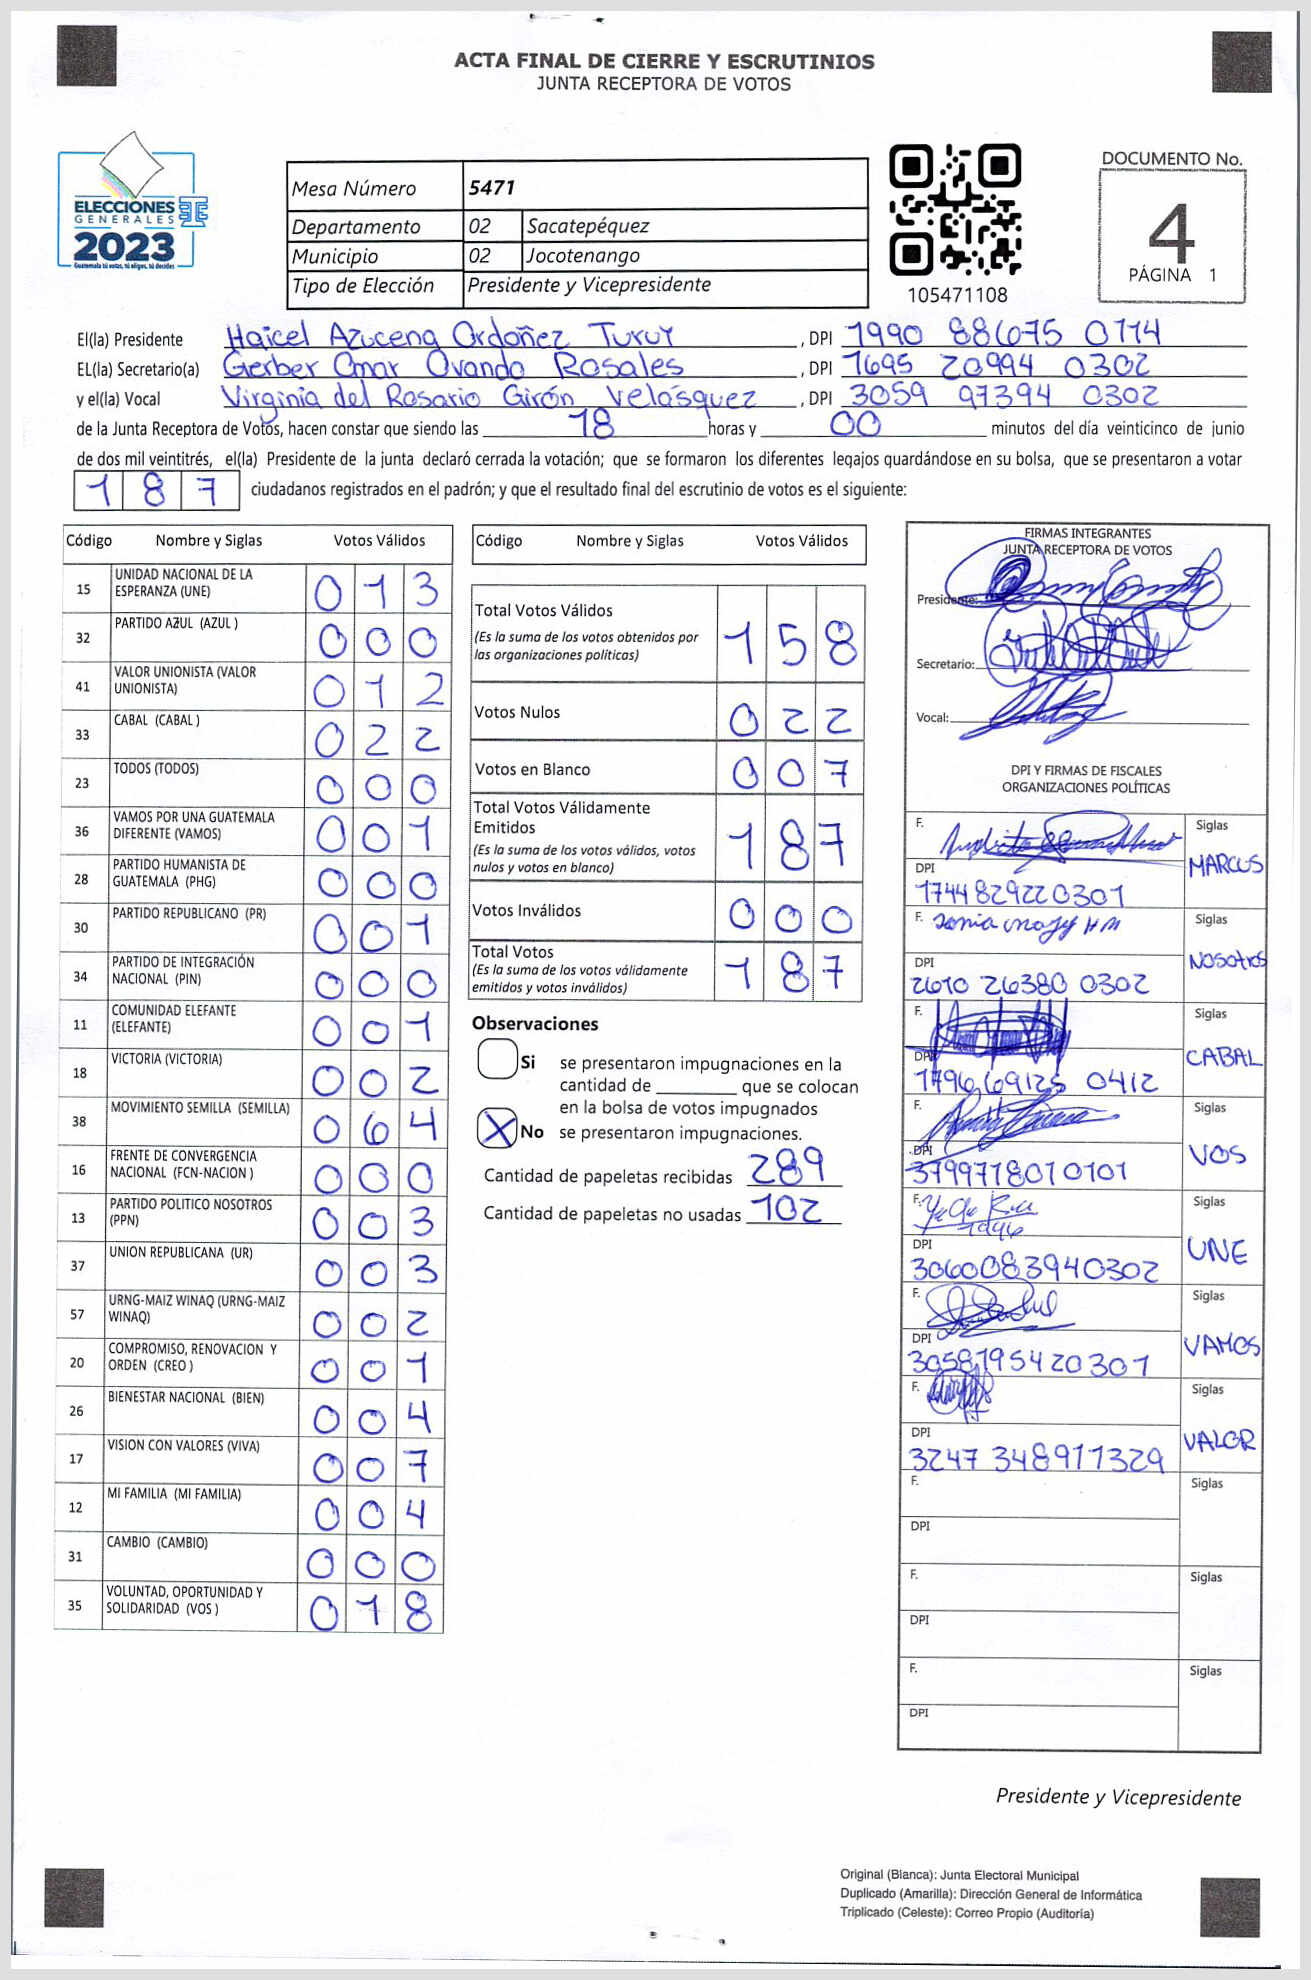 ACTA FINAL DE CIERRE Y ESCRUTINIOS
JUNTA RECEPTORA DE VOTOS
ELECCIONES
GENERALES
2023
Guatemala tú votas, tú eliges, tú decides
Mesa Número 5471
Departamento 02 Sacatepéquez
Municipio 02 Jocotenango
Tipo de Elección Presidente y Vicepresidente
105471108
DOCUMENTO No.
4
PÁGINA 1
El(la) Presidente Haicel Azucena Ordoñez Turuy, DPI 1990 88675 0114
EL(la) Secretario(a) Gerber Omar Ovando Rosales, DPI 1695 20994 0302
y el(la) Vocal Virginia del Rosario Girón Velásquez, DPI 3059 97394 0302
de la Junta Receptora de Votos, hacen constar que siendo las 18 horas y 00 minutos del día veinticinco de junio
de dos mil veintitrés, el(la) Presidente de la junta declaró cerrada la votación; que se formaron los diferentes legajos guardándose en su bolsa, que se presentaron a votar
187 ciudadanos registrados en el padrón; y que el resultado final del escrutinio de votos es el siguiente:
Código Nombre y Siglas Votos Válidos
15 UNIDAD NACIONAL DE LA ESPERANZA (UNE) 013
32 PARTIDO AZUL (AZUL ) 000
41 VALOR UNIONISTA (VALOR UNIONISTA) 012
33 CABAL (CABAL ) 022
23 TODOS (TODOS) 000
36 VAMOS POR UNA GUATEMALA DIFERENTE (VAMOS) 001
28 PARTIDO HUMANISTA DE GUATEMALA (PHG) 000
30 PARTIDO REPUBLICANO (PR) 001
34 PARTIDO DE INTEGRACIÓN NACIONAL (PIN) 000
11 COMUNIDAD ELEFANTE (ELEFANTE) 001
18 VICTORIA (VICTORIA) 002
38 MOVIMIENTO SEMILLA (SEMILLA) 064
16 FRENTE DE CONVERGENCIA NACIONAL (FCN-NACION ) 000
13 PARTIDO POLITICO NOSOTROS (PPN) 003
37 UNION REPUBLICANA (UR) 003
57 URNG-MAIZ WINAQ (URNG-MAIZ WINAQ) 002
20 COMPROMISO, RENOVACION Y ORDEN (CREO ) 001
26 BIENESTAR NACIONAL (BIEN) 004
17 VISION CON VALORES (VIVA) 007
12 MI FAMILIA (MI FAMILIA) 004
31 CAMBIO (CAMBIO) 000
35 VOLUNTAD, OPORTUNIDAD Y SOLIDARIDAD (VOS ) 018
Código Nombre y Siglas Votos Válidos
Total Votos Válidos 158
(Es la suma de los votos obtenidos por
las organizaciones políticas)
Votos Nulos 022
Votos en Blanco 007
Total Votos Válidamente
Emitidos 187
(Es la suma de los votos válidos, votos
nulos y votos en blanco)
Votos Inválidos 000
Total Votos 187
(Es la suma de los votos válidamente
emitidos y votos inválidos)
Observaciones
Si se presentaron impugnaciones en la
cantidad de ________ que se colocan
en la bolsa de votos impugnados
X No se presentaron impugnaciones.
Cantidad de papeletas recibidas 289
Cantidad de papeletas no usadas 102
FIRMAS INTEGRANTES
JUNTA RECEPTORA DE VOTOS
Presidente:
Secretario:
Vocal:
DPI Y FIRMAS DE FISCALES
ORGANIZACIONES POLÍTICAS
F. Siglas
DPI MARCUS
1744829220301
F. Siglas
DPI NOSOTROS
2610 26380 0302
F. Siglas
DPI CABAL
1796 69125 0412
F. Siglas
DPI VOS
3799718010101
F. Siglas
DPI UNE
3060083940302
F. Siglas
DPI VAMOS
3058195420301
F. Siglas
DPI VALOR
3247 348911329
F. Siglas
DPI
F. Siglas
DPI
F. Siglas
DPI
Presidente y Vicepresidente
Original (Blanca): Junta Electoral Municipal
Duplicado (Amarilla): Dirección General de Informática
Triplicado (Celeste): Correo Propio (Auditoría)